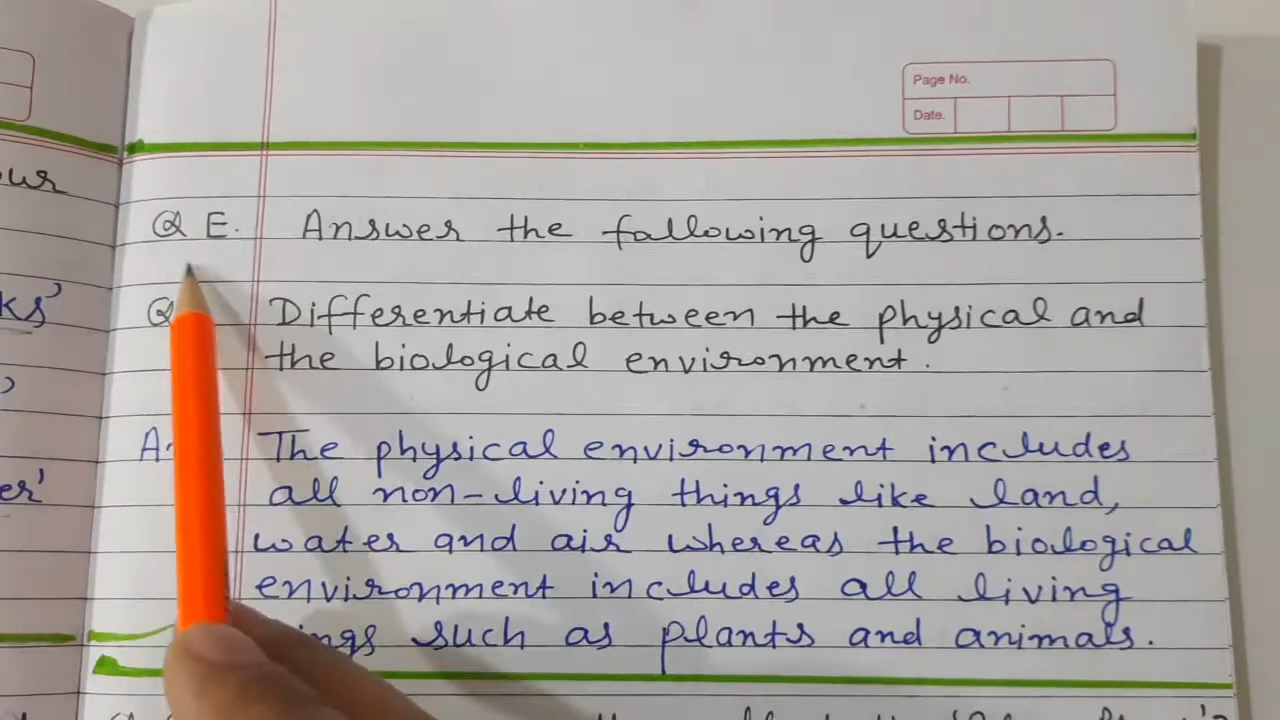 Page No.
Date.
Q E. Answer the following questions.
Q Differentiate between the physical and
the biological environment.
A. The physical environment includes
all non-living things like land,
water and air whereas the biological
environment includes all living
such as plants and animals.